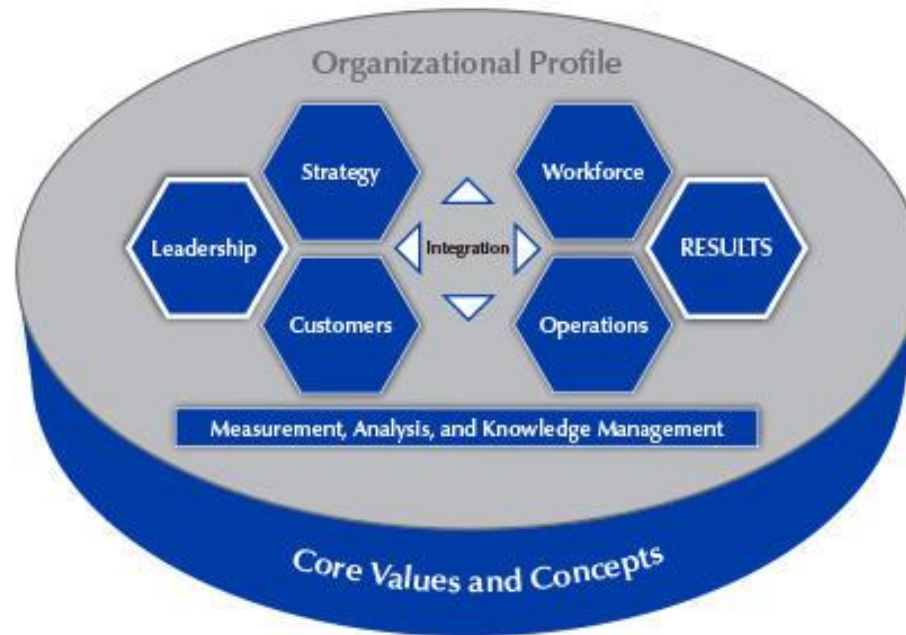 Organizational Profile
Strategy
Workforce
Leadership
Integration
RESULTS
Customers
Operations
Measurement, Analysis, and Knowledge Management
Core Values and Concepts